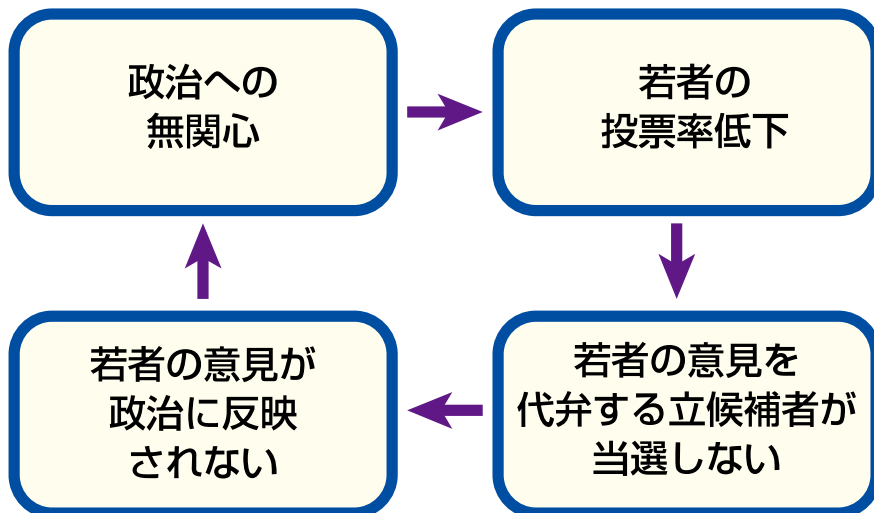 政治への
無関心
若者の
投票率低下
若者の意見が
政治に反映
されない
若者の意見を
代弁する立候補者が
当選しない